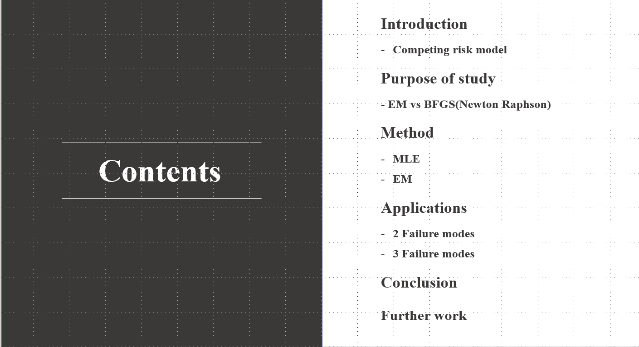 Contents
Introduction
- Competing risk model
Purpose of study
- EM vs BFGS(Newton Raphson)
Method
- MLE
- EM
Applications
- 2 Failure modes
- 3 Failure modes
Conclusion
Further work